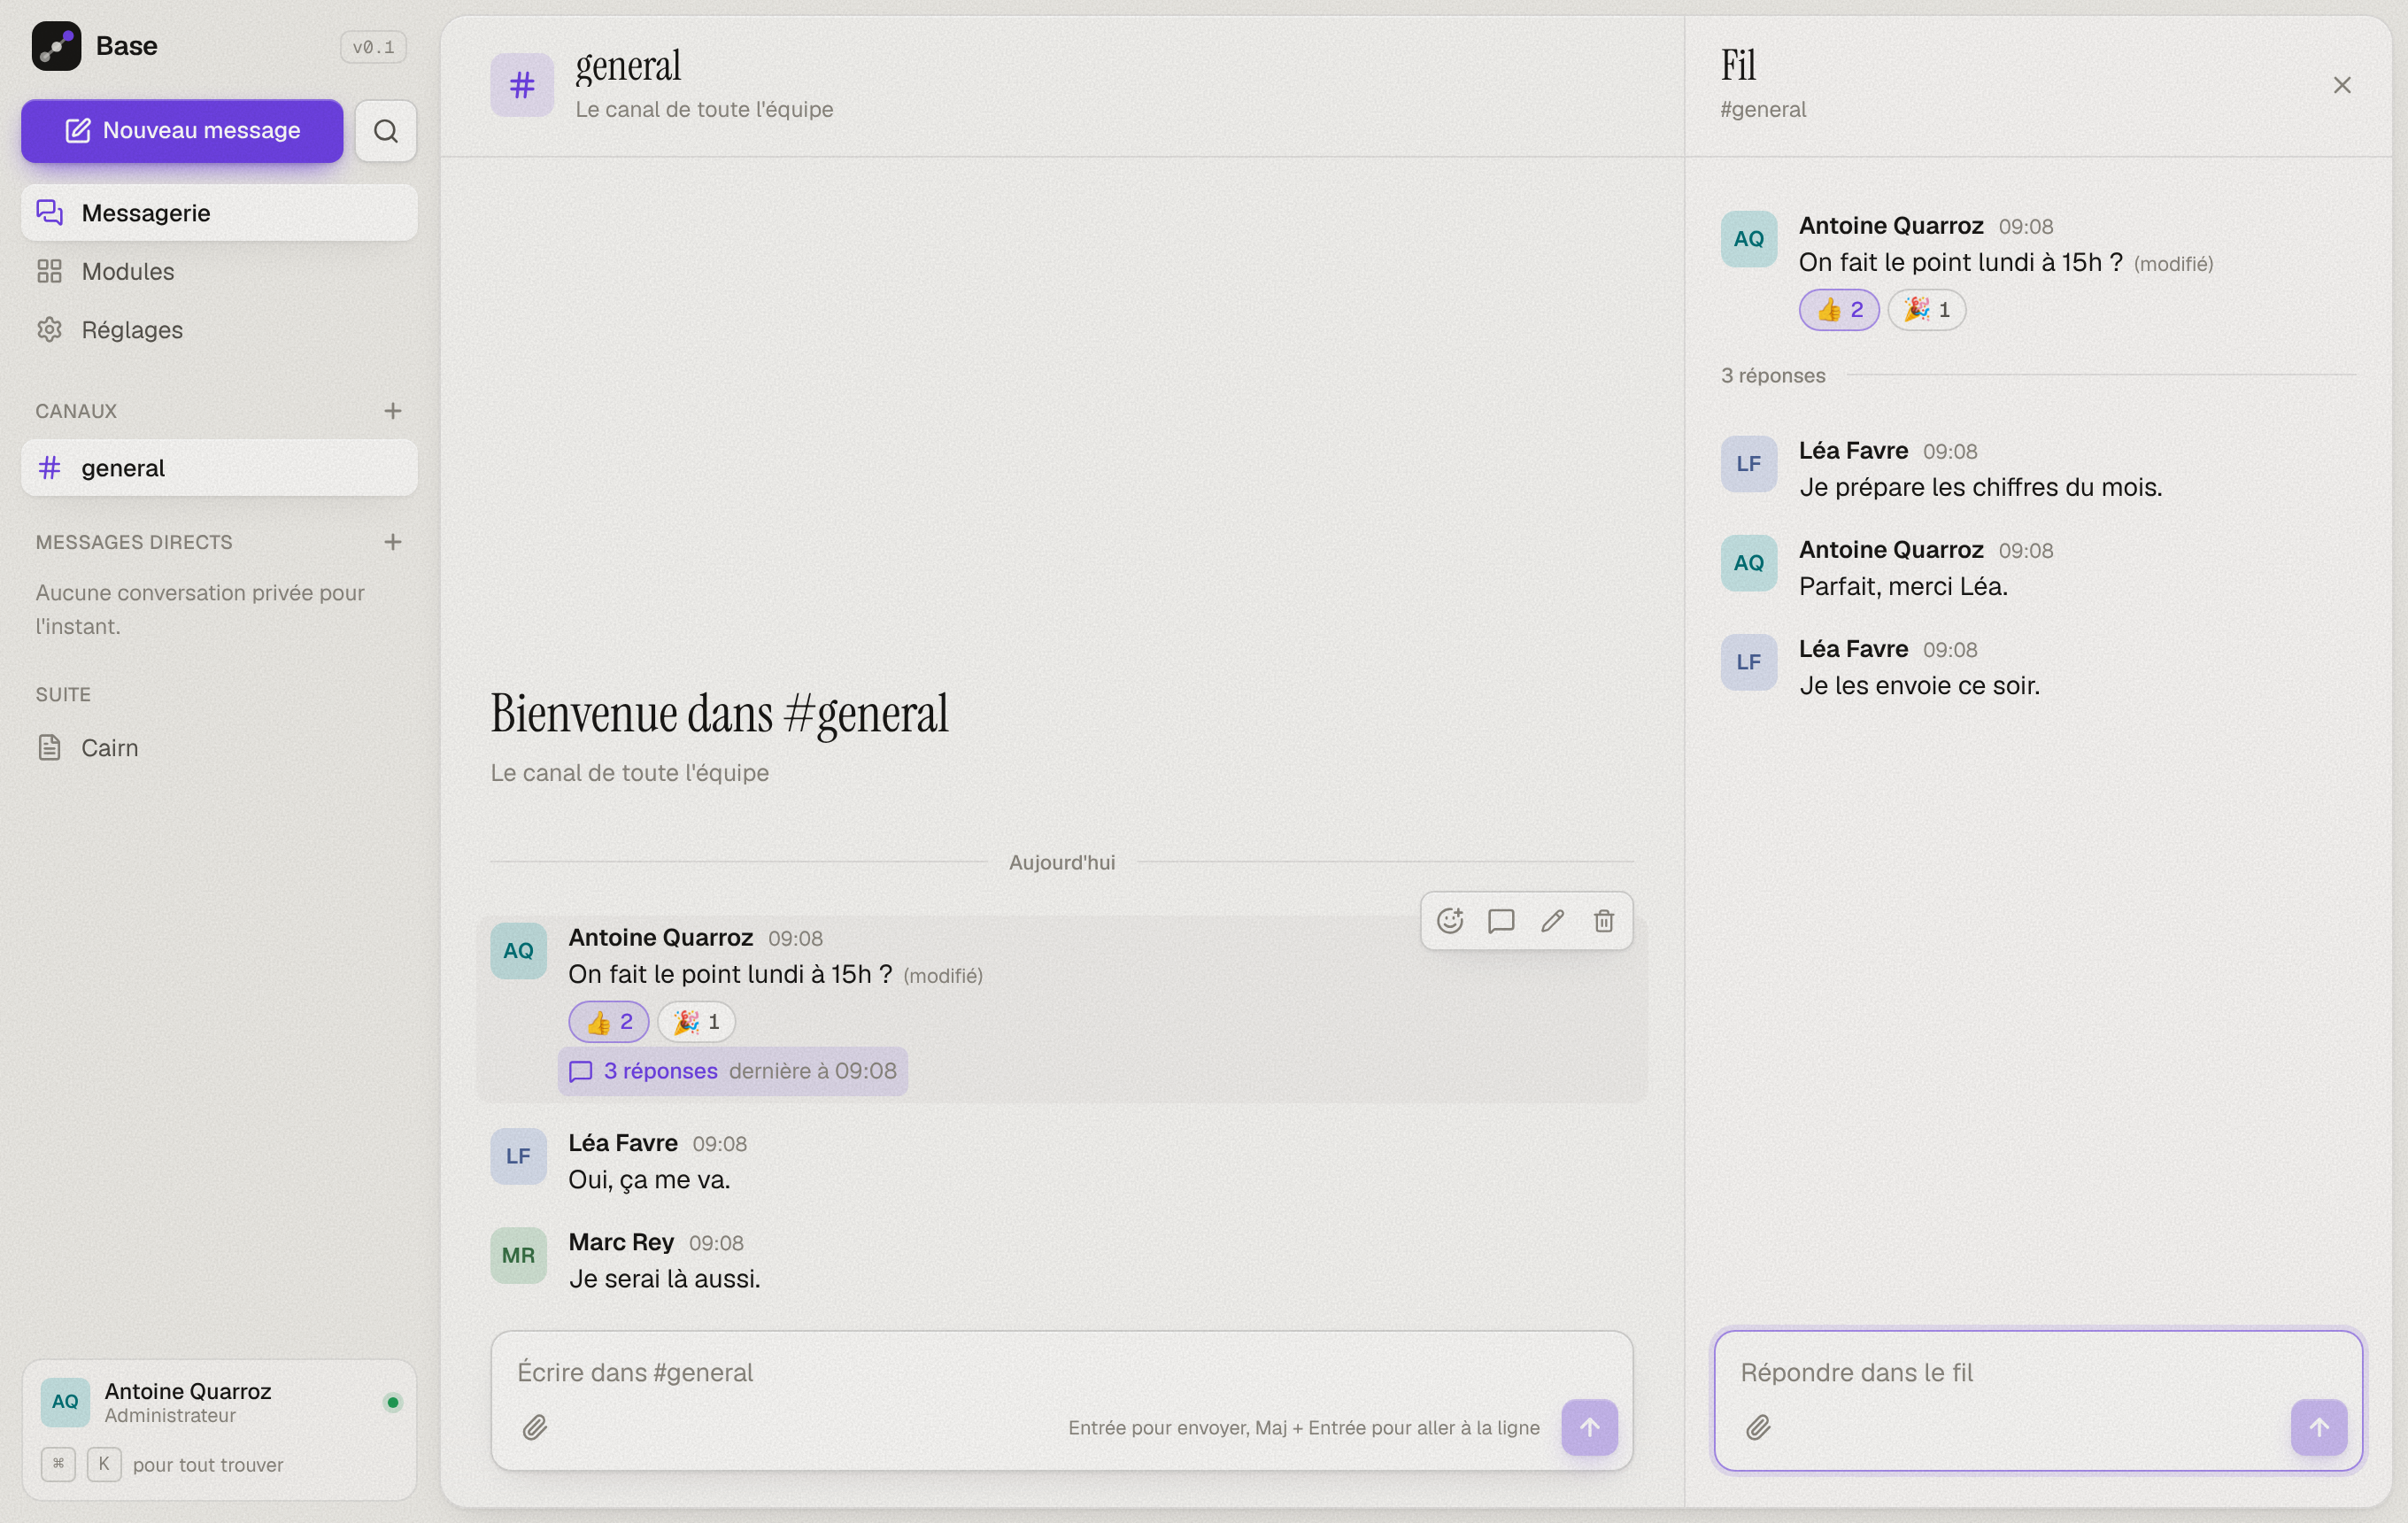 Base
v0.1
Nouveau message
Messagerie
Modules
Réglages
CANAUX
general
MESSAGES DIRECTS
Aucune conversation privée pour
l'instant.
SUITE
Cairn
AQ
Antoine Quarroz
Administrateur
⌘ K pour tout trouver
# general
Le canal de toute l'équipe
Bienvenue dans #general
Le canal de toute l'équipe
Aujourd'hui
AQ
Antoine Quarroz 09:08
On fait le point lundi à 15h ? (modifié)
👍 2 🎉 1
3 réponses dernière à 09:08
LF
Léa Favre 09:08
Oui, ça me va.
MR
Marc Rey 09:08
Je serai là aussi.
Écrire dans #general
Entrée pour envoyer, Maj + Entrée pour aller à la ligne
Fil
#general
AQ
Antoine Quarroz 09:08
On fait le point lundi à 15h ? (modifié)
👍 2 🎉 1
3 réponses
LF
Léa Favre 09:08
Je prépare les chiffres du mois.
AQ
Antoine Quarroz 09:08
Parfait, merci Léa.
LF
Léa Favre 09:08
Je les envoie ce soir.
Répondre dans le fil